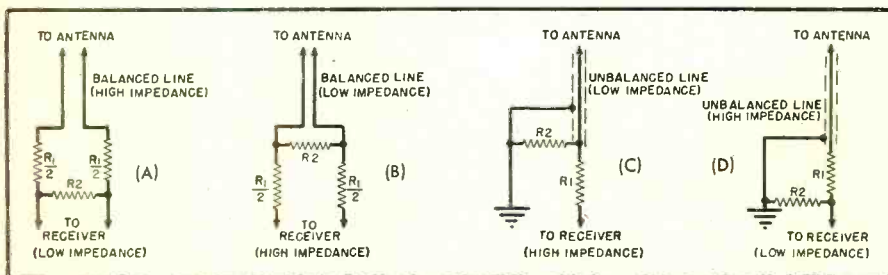 TO ANTENNA
BALANCED LINE
(HIGH IMPEDANCE)
R1
2
R1
2
R2
(A)
TO
RECEIVER
(LOW IMPEDANCE)
TO ANTENNA
BALANCED LINE
(LOW IMPEDANCE)
R2
R1
2
R1
2
(B)
TO
RECEIVER
(HIGH IMPEDANCE)
TO ANTENNA
UNBALANCED LINE
(LOW IMPEDANCE)
R2
R1
(C)
TO RECEIVER
(HIGH IMPEDANCE)
TO ANTENNA
UNBALANCED LINE
(HIGH IMPEDANCE)
(D)
R1
R2
TO RECEIVER
(LOW IMPEDANCE)